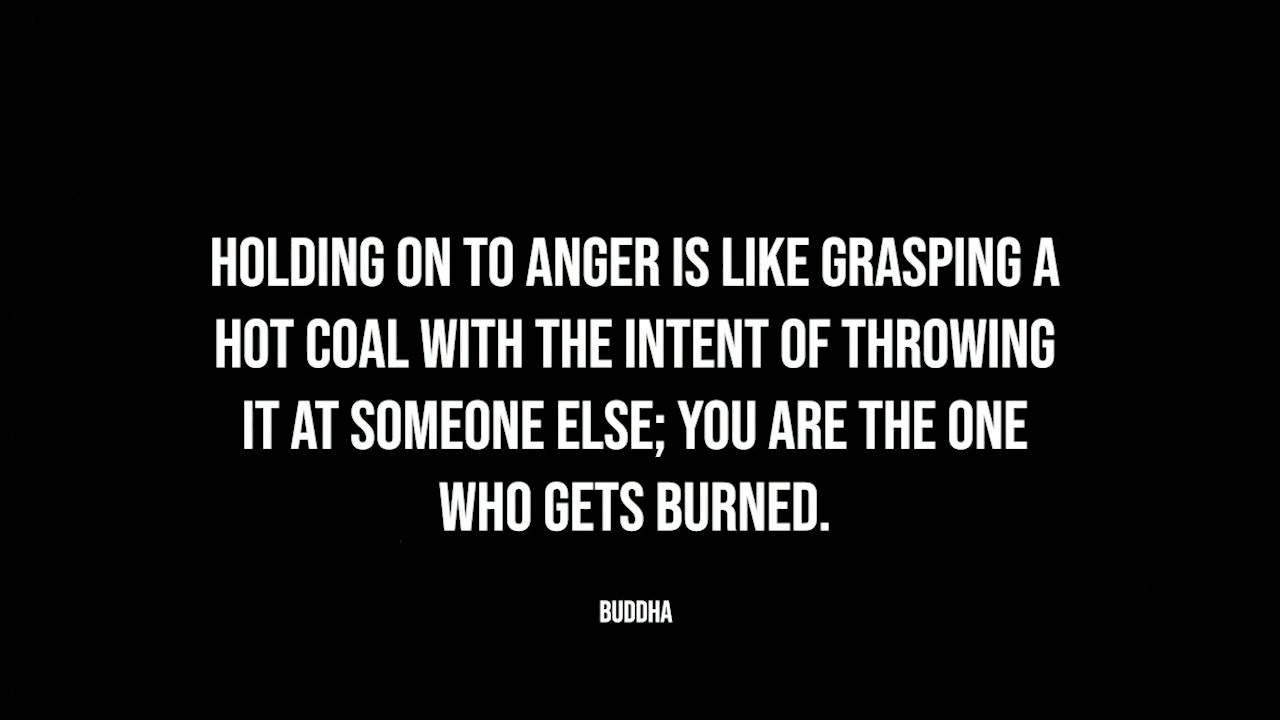 HOLDING ON TO ANGER IS LIKE GRASPING A
HOT COAL WITH THE INTENT OF THROWING
IT AT SOMEONE ELSE; YOU ARE THE ONE
WHO GETS BURNED.
BUDDHA